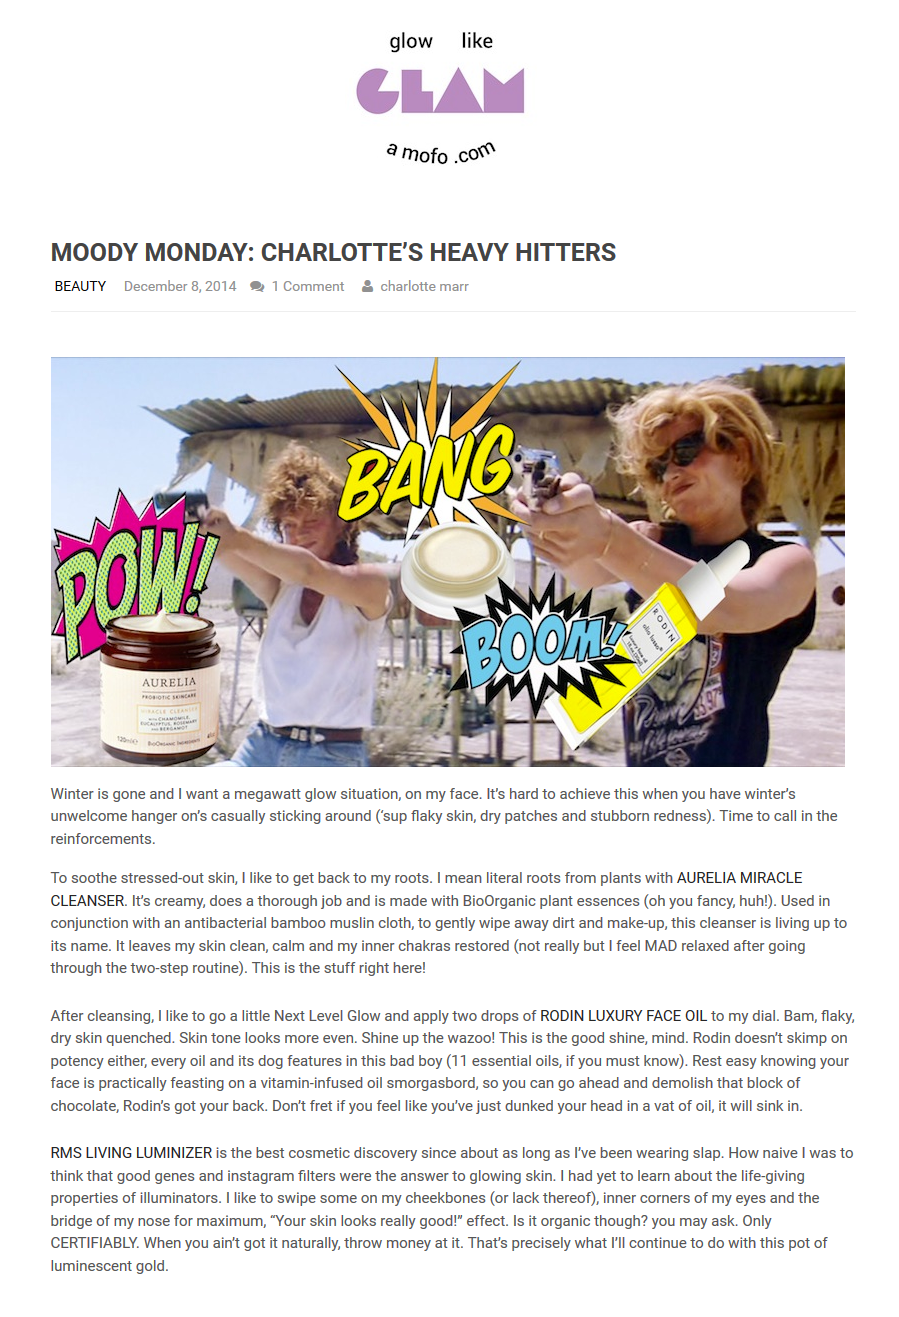 glow like
GLAM
a mofo .com
MOODY MONDAY: CHARLOTTE’S HEAVY HITTERS
BEAUTY December 8, 2014 1 Comment charlotte marr
BANG
POW!
BOOM!
RODIN
olio lusso
AURELIA
PROBIOTIC SKINCARE
MIRACLE CLEANSER
WITH CHAMOMILE,
EUCALYPTUS, ROSEMARY
AND BERGAMOT
120ml e
BIOORGANIC INGREDIENTS
Winter is gone and I want a megawatt glow situation, on my face. It’s hard to achieve this when you have winter’s
unwelcome hanger on’s casually sticking around (‘sup flaky skin, dry patches and stubborn redness). Time to call in the
reinforcements.
To soothe stressed-out skin, I like to get back to my roots. I mean literal roots from plants with AURELIA MIRACLE
CLEANSER. It’s creamy, does a thorough job and is made with BioOrganic plant essences (oh you fancy, huh!). Used in
conjunction with an antibacterial bamboo muslin cloth, to gently wipe away dirt and make-up, this cleanser is living up to
its name. It leaves my skin clean, calm and my inner chakras restored (not really but I feel MAD relaxed after going
through the two-step routine). This is the stuff right here!
After cleansing, I like to go a little Next Level Glow and apply two drops of RODIN LUXURY FACE OIL to my dial. Bam, flaky,
dry skin quenched. Skin tone looks more even. Shine up the wazoo! This is the good shine, mind. Rodin doesn’t skimp on
potency either, every oil and its dog features in this bad boy (11 essential oils, if you must know). Rest easy knowing your
face is practically feasting on a vitamin-infused oil smorgasbord, so you can go ahead and demolish that block of
chocolate, Rodin’s got your back. Don’t fret if you feel like you’ve just dunked your head in a vat of oil, it will sink in.
RMS LIVING LUMINIZER is the best cosmetic discovery since about as long as I’ve been wearing slap. How naive I was to
think that good genes and instagram filters were the answer to glowing skin. I had yet to learn about the life-giving
properties of illuminators. I like to swipe some on my cheekbones (or lack thereof), inner corners of my eyes and the
bridge of my nose for maximum, “Your skin looks really good!” effect. Is it organic though? you may ask. Only
CERTIFIABLY. When you ain’t got it naturally, throw money at it. That’s precisely what I’ll continue to do with this pot of
luminescent gold.